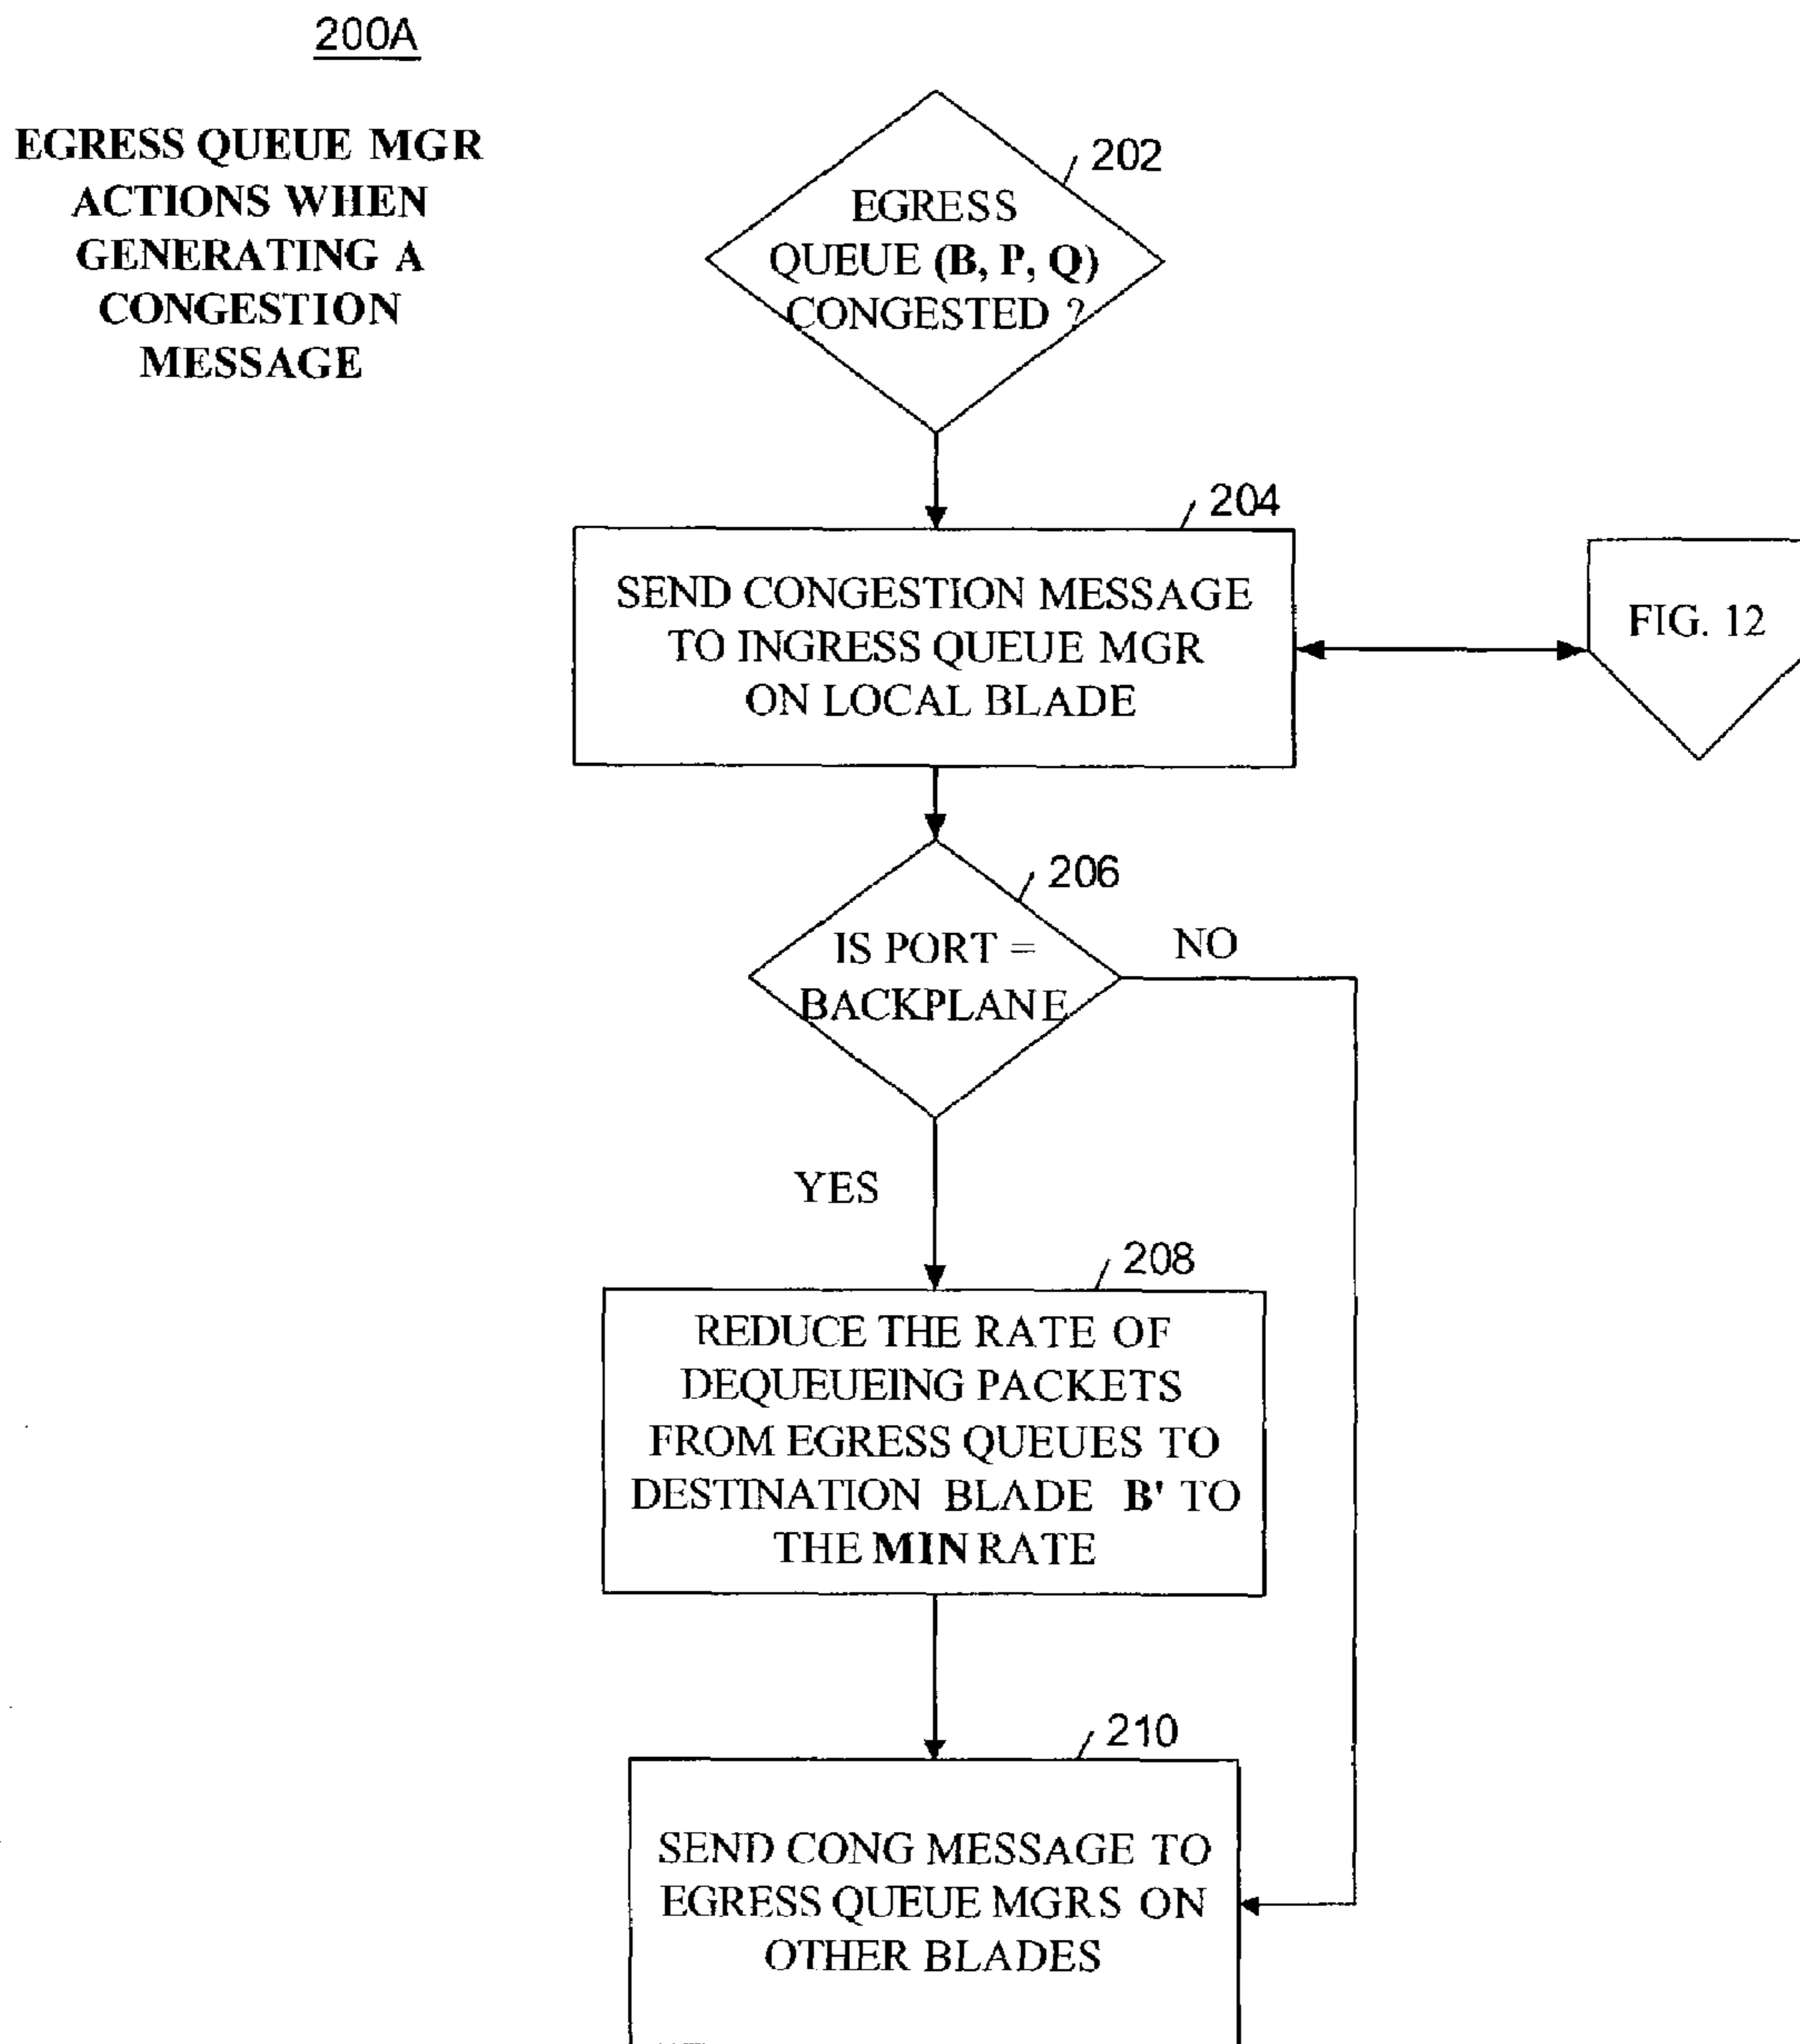 200A
EGRESS QUEUE MGR
ACTIONS WHEN
GENERATING A
CONGESTION
MESSAGE
202
EGRESS
QUEUE (B, P, Q)
CONGESTED ?
204
SEND CONGESTION MESSAGE
TO INGRESS QUEUE MGR
ON LOCAL BLADE
FIG. 12
206
IS PORT =
BACKPLANE
NO
YES
208
REDUCE THE RATE OF
DEQUEUEING PACKETS
FROM EGRESS QUEUES TO
DESTINATION BLADE B' TO
THE MIN RATE
210
SEND CONG MESSAGE TO
EGRESS QUEUE MGRS ON
OTHER BLADES